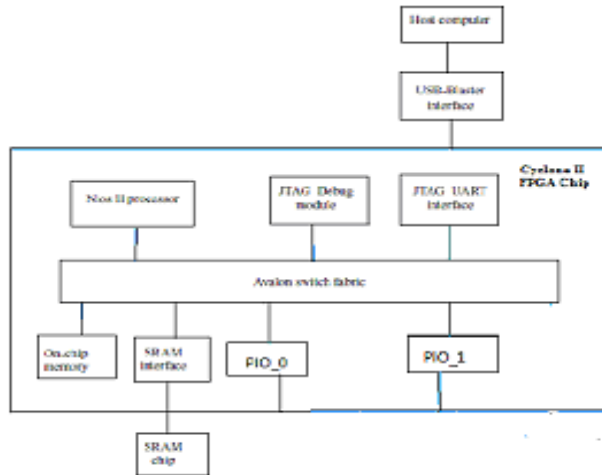 Host computer
USB-Blaster
interface
Cyclone II
FPGA Chip
Nios II processor
JTAG Debug
module
JTAG UART
interface
Avalon switch fabric
On-chip
memory
SRAM
interface
PIO_0
PIO_1
SRAM
chip